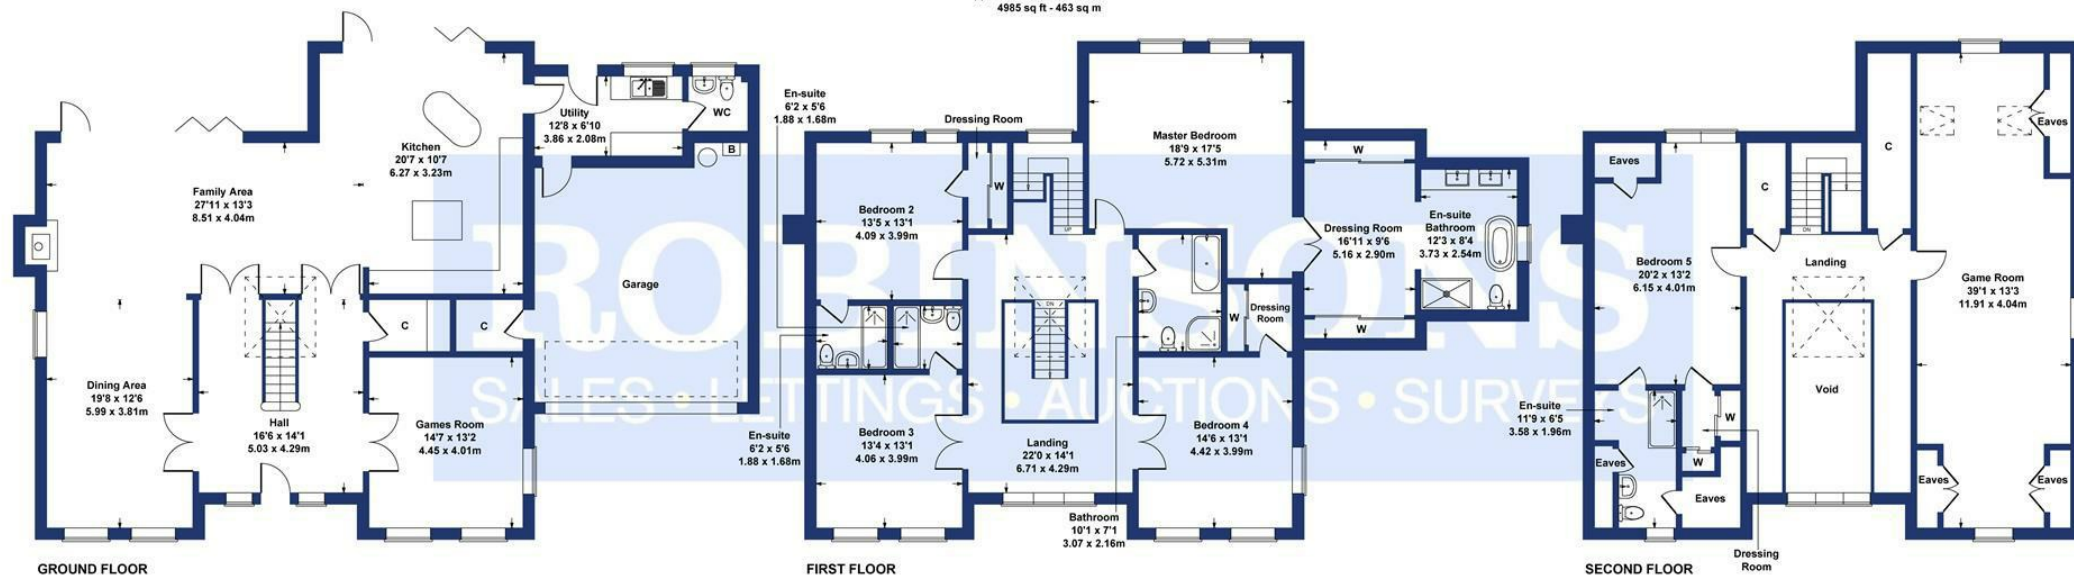 4985 sq ft - 463 sq m
Utility
12'8 x 6'10
3.86 x 2.08m
WC
B
Kitchen
20'7 x 10'7
6.27 x 3.23m
Family Area
27'11 x 13'3
8.51 x 4.04m
Garage
C
C
Dining Area
19'8 x 12'6
5.99 x 3.81m
Hall
16'6 x 14'1
5.03 x 4.29m
Games Room
14'7 x 13'2
4.45 x 4.01m
GROUND FLOOR
En-suite
6'2 x 5'6
1.88 x 1.68m
Dressing Room
W
Master Bedroom
18'9 x 17'5
5.72 x 5.31m
W
Bedroom 2
13'5 x 13'1
4.09 x 3.99m
UP
Dressing Room
16'11 x 9'6
5.16 x 2.90m
En-suite
Bathroom
12'3 x 8'4
3.73 x 2.54m
DN
W
Dressing
Room
W
En-suite
6'2 x 5'6
1.88 x 1.68m
Bedroom 3
13'4 x 13'1
4.06 x 3.99m
Landing
22'0 x 14'1
6.71 x 4.29m
Bedroom 4
14'6 x 13'1
4.42 x 3.99m
Bathroom
10'1 x 7'1
3.07 x 2.16m
FIRST FLOOR
Eaves
C
C
Eaves
DN
Bedroom 5
20'2 x 13'2
6.15 x 4.01m
Landing
Game Room
39'1 x 13'3
11.91 x 4.04m
Void
En-suite
11'9 x 6'5
3.58 x 1.96m
W
W
Eaves
Eaves
Eaves
Eaves
Dressing
Room
SECOND FLOOR
ROBINSONS
SALES • LETTINGS • AUCTIONS • SURVEYS